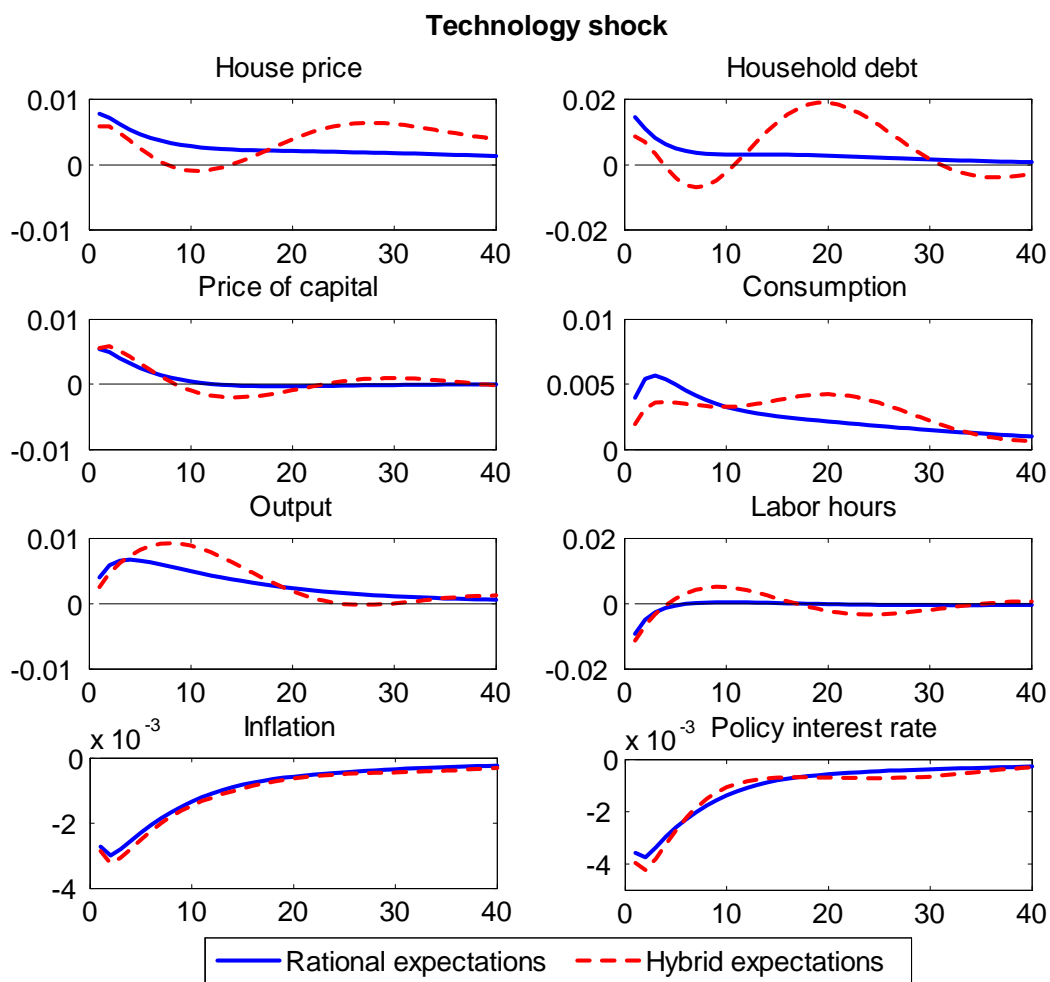 Technology shock
House price
Household debt
0.01
0
-0.01
0 10 20 30 40
0.02
0
-0.02
0 10 20 30 40
Price of capital
Consumption
0.01
0
-0.01
0 10 20 30 40
0.01
0.005
0
0 10 20 30 40
Output
Labor hours
0.01
0
-0.01
0 10 20 30 40
0.02
0
-0.02
0 10 20 30 40
Inflation
Policy interest rate
x 10 -3
0
-2
-4
0 10 20 30 40
x 10 -3
0
-2
-4
0 10 20 30 40
Rational expectations
Hybrid expectations